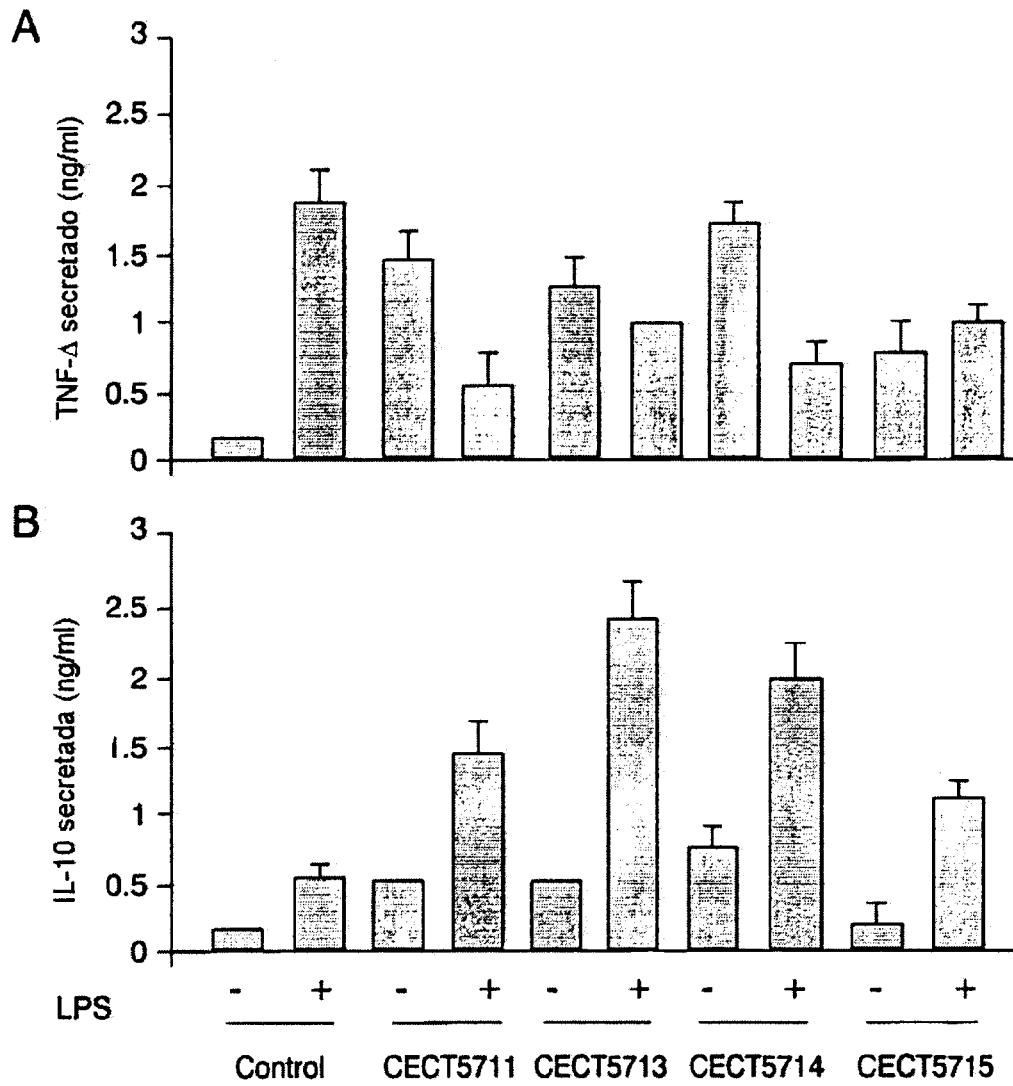 A
TNF-Δ secretado (ng/ml)
3
2.5
2
1.5
1
0.5
0
B
IL-10 secretada (ng/ml)
3
2.5
2
1.5
1
0.5
0
LPS
- + - + - + - + - +
Control CECT5711 CECT5713 CECT5714 CECT5715